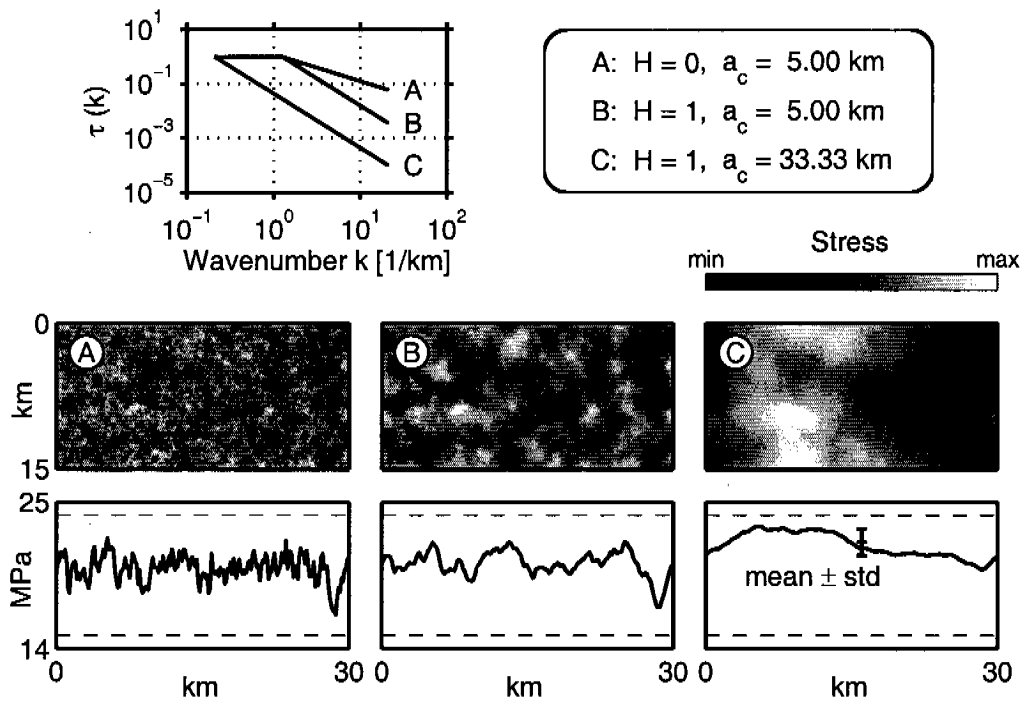 10^1
10^-1
10^-3
10^-5
τ (k)
A
B
C
10^-1 10^0 10^1 10^2
Wavenumber k [1/km]
A: H = 0, a_c = 5.00 km
B: H = 1, a_c = 5.00 km
C: H = 1, a_c = 33.33 km
Stress
min max
0
km
15
A
B
C
25
MPa
14
mean ± std
0 30 0 30 0 30
km km km